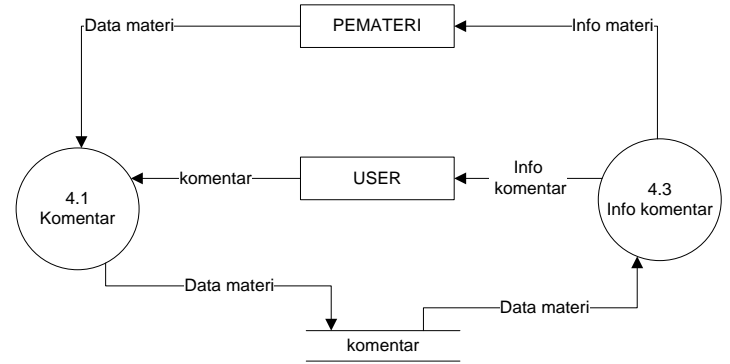 Data materi
PEMATERI
Info materi
4.1
Komentar
komentar
USER
Info
komentar
4.3
Info komentar
Data materi
Data materi
komentar